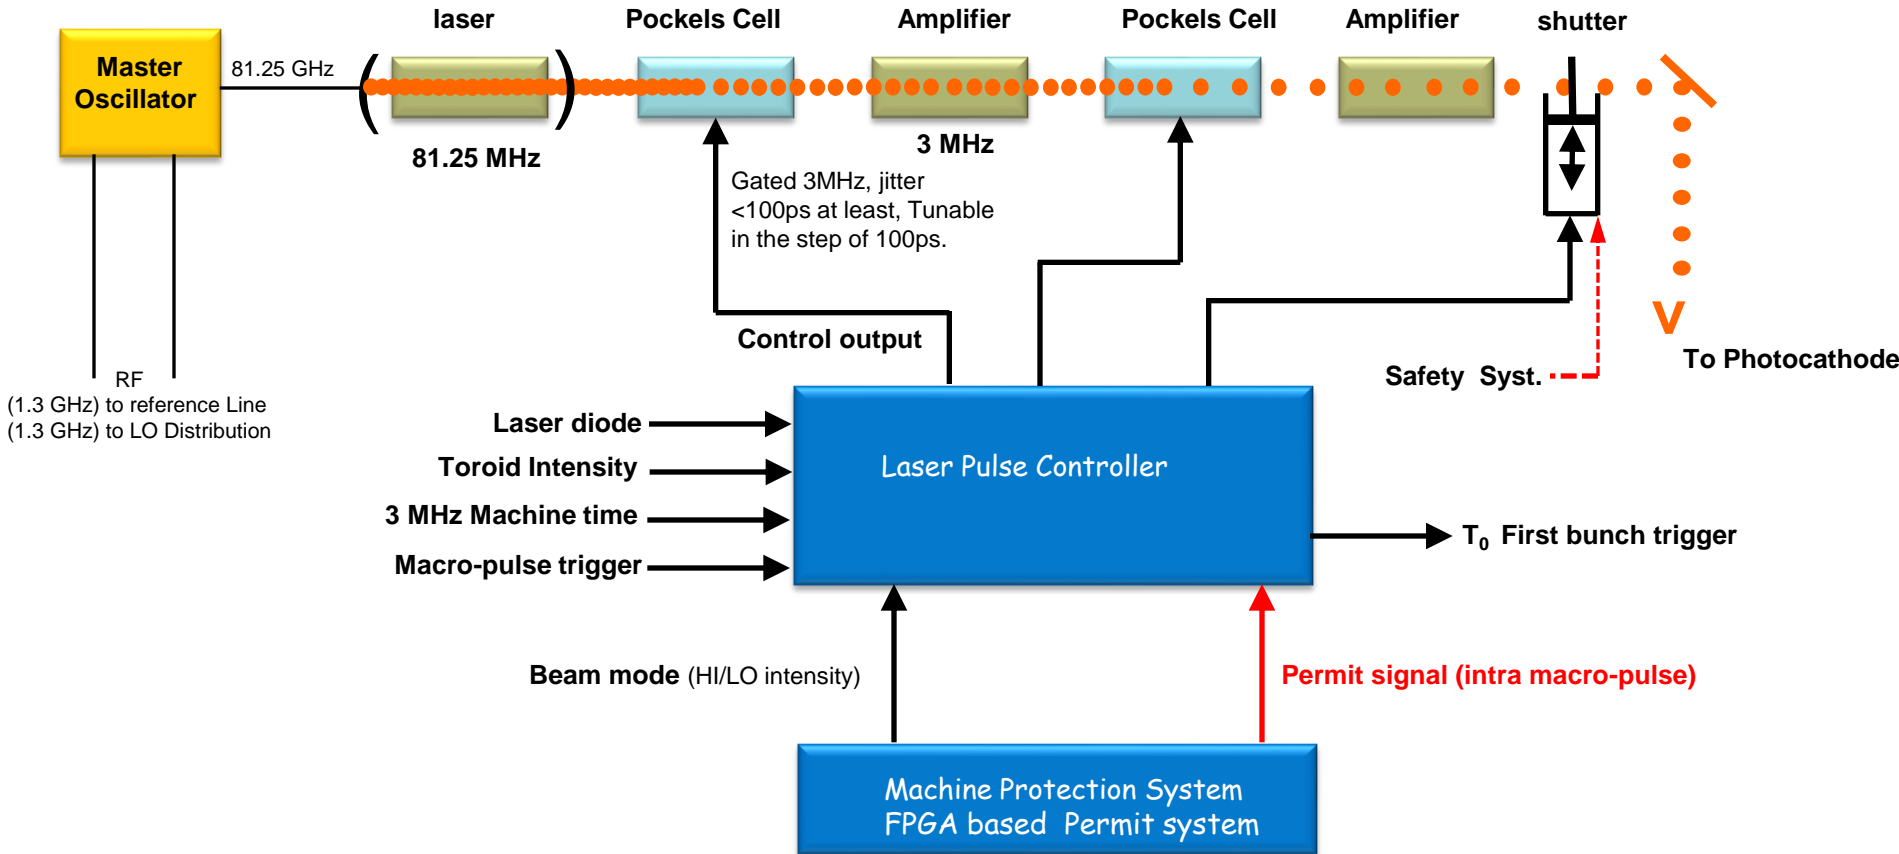 laser
Pockels Cell
Amplifier
Pockels Cell
Amplifier
shutter
Master
Oscillator
81.25 GHz
81.25 MHz
3 MHz
Gated 3MHz, jitter
<100ps at least, Tunable
in the step of 100ps.
Control output
RF
(1.3 GHz) to reference Line
(1.3 GHz) to LO Distribution
Safety Syst.
To Photocathode
Laser diode
Toroid Intensity
3 MHz Machine time
Macro-pulse trigger
Laser Pulse Controller
T0 First bunch trigger
Beam mode (HI/LO intensity)
Permit signal (intra macro-pulse)
Machine Protection System
FPGA based Permit system